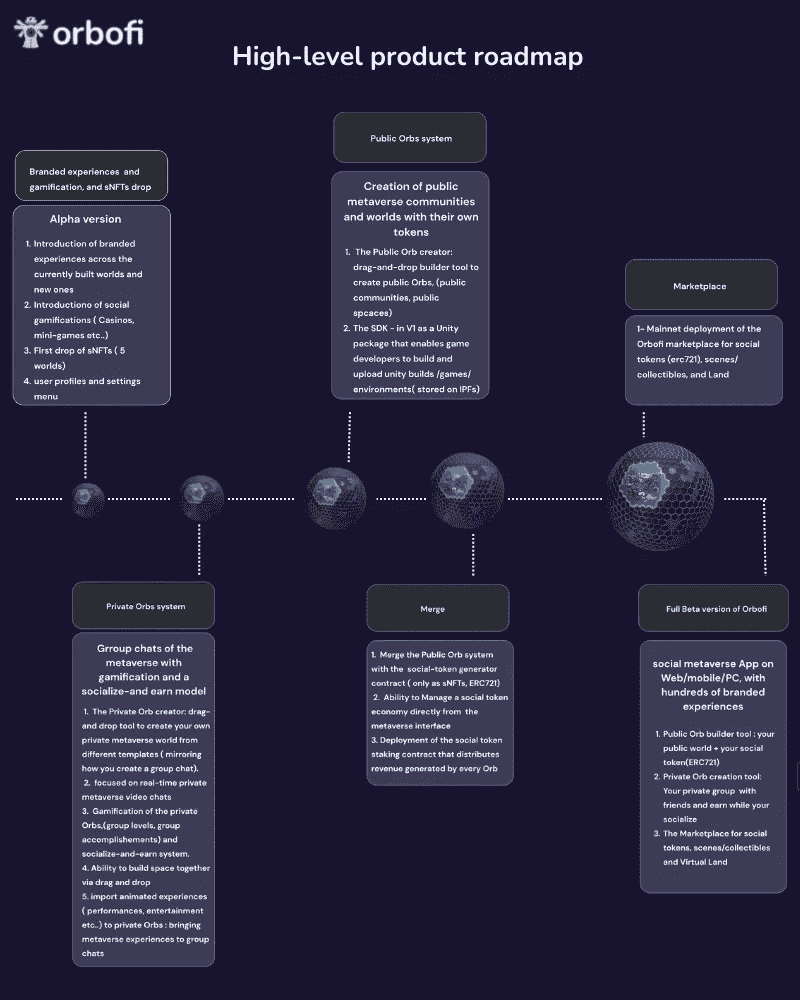 orbofi
High-level product roadmap
Branded experiences and
gamification, and sNFTs drop
Alpha version
1. Introduction of branded
experiences across the
currently built worlds and
new ones
2. Introductiono of social
gamifications ( Casinos,
mini-games etc..)
3. First drop of sNFTs ( 5
worlds)
4. user profiles and settings
menu
Public Orbs system
Creation of public
metaverse communities
and worlds with their own
tokens
1. The Public Orb creator:
drag-and-drop builder tool to
create public Orbs, (public
communities, public
spcaces)
2. The SDK - in V1 as a Unity
package that enables game
developers to build and
upload unity builds /games/
environments( stored on IPFs)
Marketplace
1- Mainnet deployment of the
Orbofi marketplace for social
tokens (erc721), scenes/
collectibles, and Land
Private Orbs system
Grroup chats of the
metaverse with
gamification and a
socialize-and earn model
1. The Private Orb creator: drag-
and drop tool to create your own
private metaverse world from
different templates ( mirroring
how you create a group chat).
2. focused on real-time private
metaverse video chats
3. Gamification of the private
Orbs,(group levels, group
accomplishements) and
socialize-and-earn system.
4. Ability to build space together
via drag and drop
5. import animated experiences
( performances, entertainment
etc..) to private Orbs : bringing
metaverse experiences to group
chats
Merge
1. Merge the Public Orb system
with the social-token generator
contract ( only as sNFTs, ERC721)
2. Ability to Manage a social token
economy directly from the
metaverse interface
3. Deployment of the social token
staking contract that distributes
revenue generated by every Orb
Full Beta version of Orbofi
social metaverse App on
Web/mobile/PC, with
hundreds of branded
experiences
1. Public Orb builder tool : your
public world + your social
token(ERC721)
2. Private Orb creation tool:
Your private group with
friends and earn while your
socialize
3. The Marketplace for social
tokens, scenes/collectibles
and Virtual Land